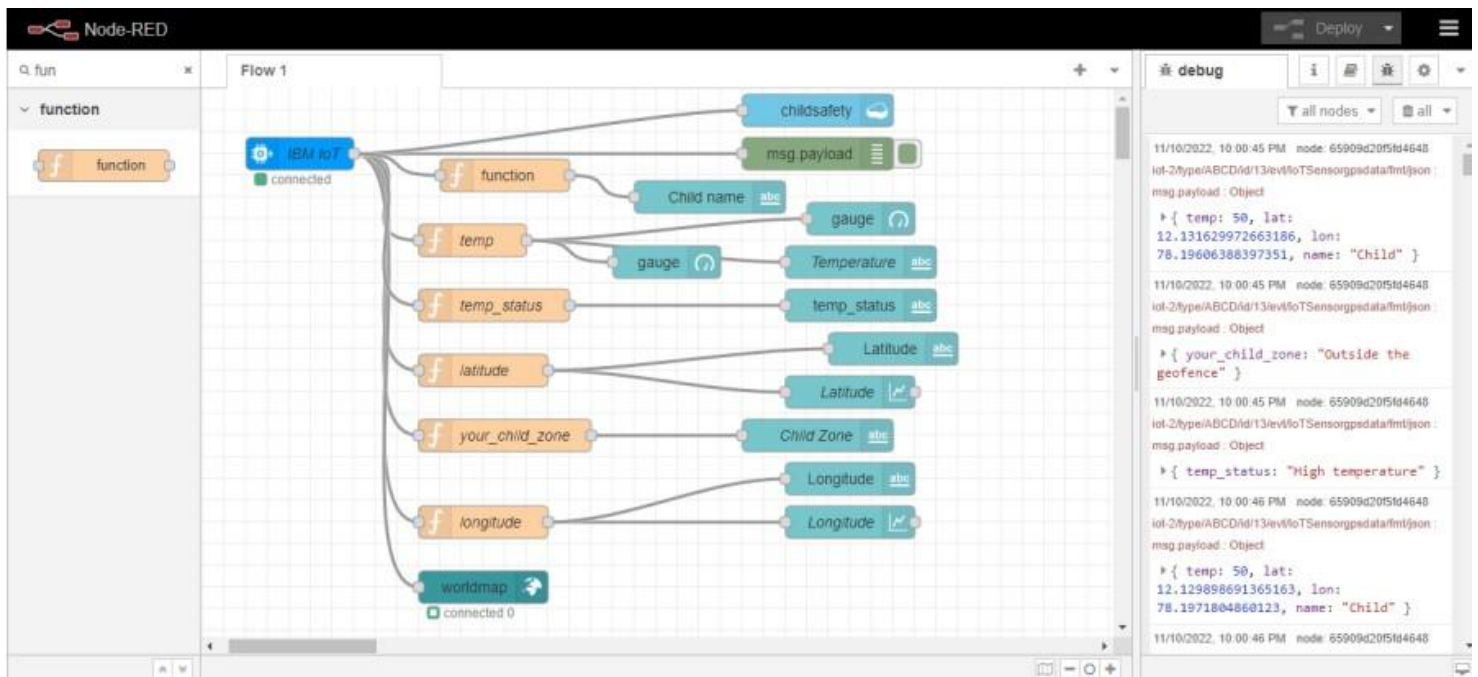 Node-RED
Deploy
fun
function
function
Flow 1
IBM IoT
connected
childsafety
msg.payload
function
Child name
abc
temp
gauge
gauge
Temperature
abc
temp_status
temp_status
abc
latitude
Latitude
abc
Latitude
your_child_zone
Child Zone
abc
longitude
Longitude
abc
Longitude
worldmap
connected 0
debug
i
all nodes
all
11/10/2022, 10:00:45 PM node: 65909d20f5fd4648
iot-2/type/ABCD/id/13/evt/IoTSensorgpsdata/fmt/json :
msg.payload : Object
{ temp: 50, lat:
12.131629972663186, lon:
78.19606388397351, name: "Child" }
11/10/2022, 10:00:45 PM node: 65909d20f5fd4648
iot-2/type/ABCD/id/13/evt/IoTSensorgpsdata/fmt/json :
msg.payload : Object
{ your_child_zone: "Outside the
geofence" }
11/10/2022, 10:00:45 PM node: 65909d20f5fd4648
iot-2/type/ABCD/id/13/evt/IoTSensorgpsdata/fmt/json :
msg.payload : Object
{ temp_status: "High temperature" }
11/10/2022, 10:00:46 PM node: 65909d20f5fd4648
iot-2/type/ABCD/id/13/evt/IoTSensorgpsdata/fmt/json :
msg.payload : Object
{ temp: 50, lat:
12.129898691365163, lon:
78.1971804860123, name: "Child" }
11/10/2022, 10:00:46 PM node: 65909d20f5fd4648